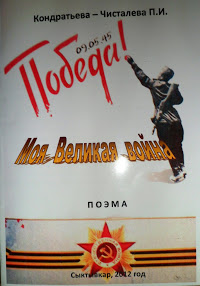 Кондратьева – Чисталева П.И.
09.05.45
Победа!
Моя Великая война
ПОЭМА
Сыктывкар, 2012 год